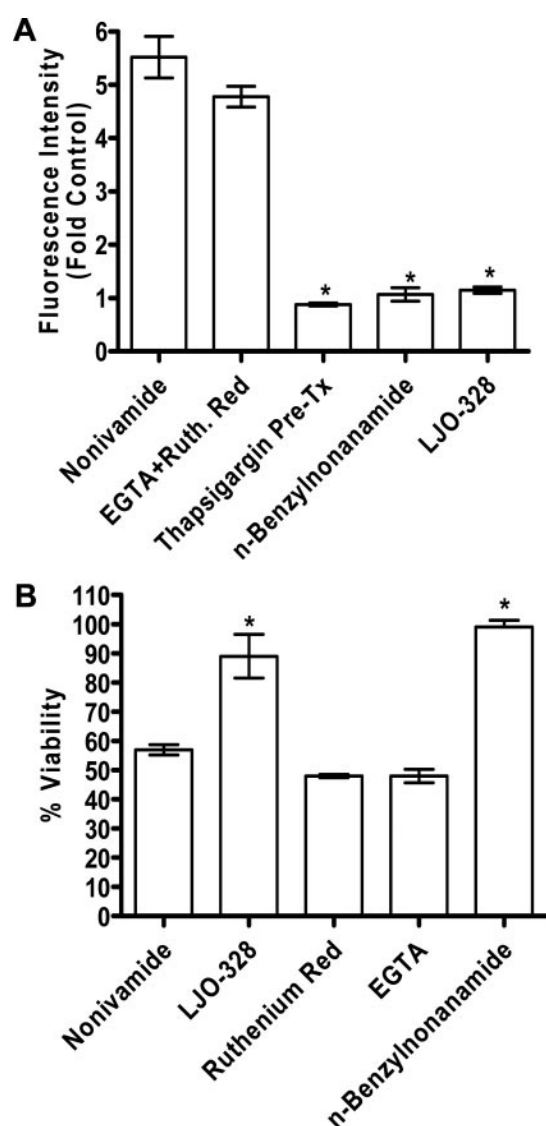 A
Fluorescence Intensity
(Fold Control)
6
5
4
3
2
1
0
*
*
*
Nonivamide
EGTA+Ruth. Red
Thapsigargin Pre-Tx
n-Benzylnonanamide
LJO-328
B
% Viability
110
100
90
80
70
60
50
40
30
20
10
0
*
*
Nonivamide
LJO-328
Ruthenium Red
EGTA
n-Benzylnonanamide